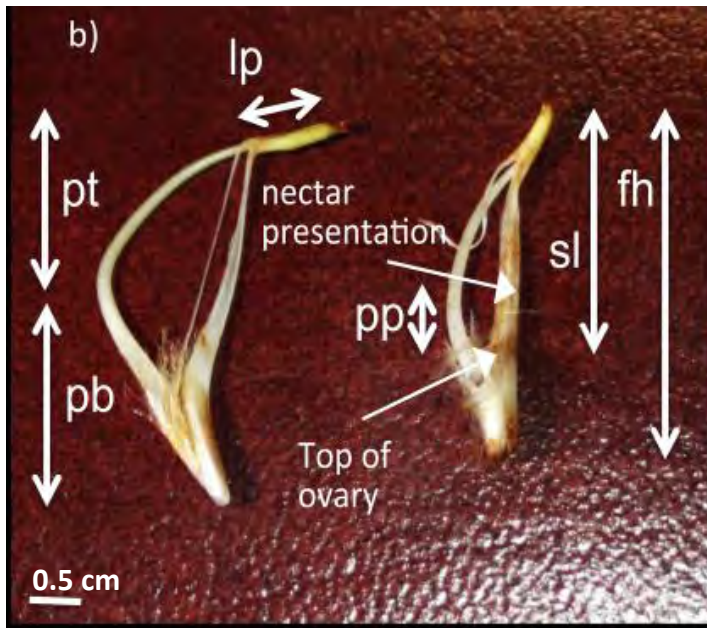 b)
lp
pt
nectar
presentation
fh
sl
pp
pb
Top of
ovary
0.5 cm